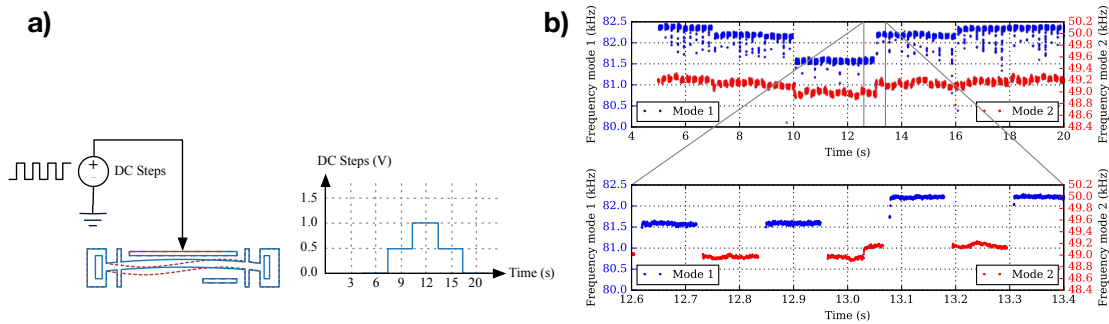 a)
DC Steps
DC Steps (V)
1.5
1.0
0.5
0.0
3 6 9 12 15 20
Time (s)
b)
Frequency mode 1 (kHz)
82.5
82.0
81.5
81.0
80.5
80.0
Mode 1
Mode 2
4 6 8 10 12 14 16 18 20
Time (s)
50.2
50.0
49.8
49.6
49.4
49.2
49.0
48.8
48.6
48.4
Frequency mode 2 (kHz)
Frequency mode 1 (kHz)
82.5
82.0
81.5
81.0
80.5
80.0
Mode 1
Mode 2
12.6 12.7 12.8 12.9 13.0 13.1 13.2 13.3 13.4
Time (s)
50.2
50.0
49.8
49.6
49.4
49.2
49.0
48.8
48.6
48.4
Frequency mode 2 (kHz)